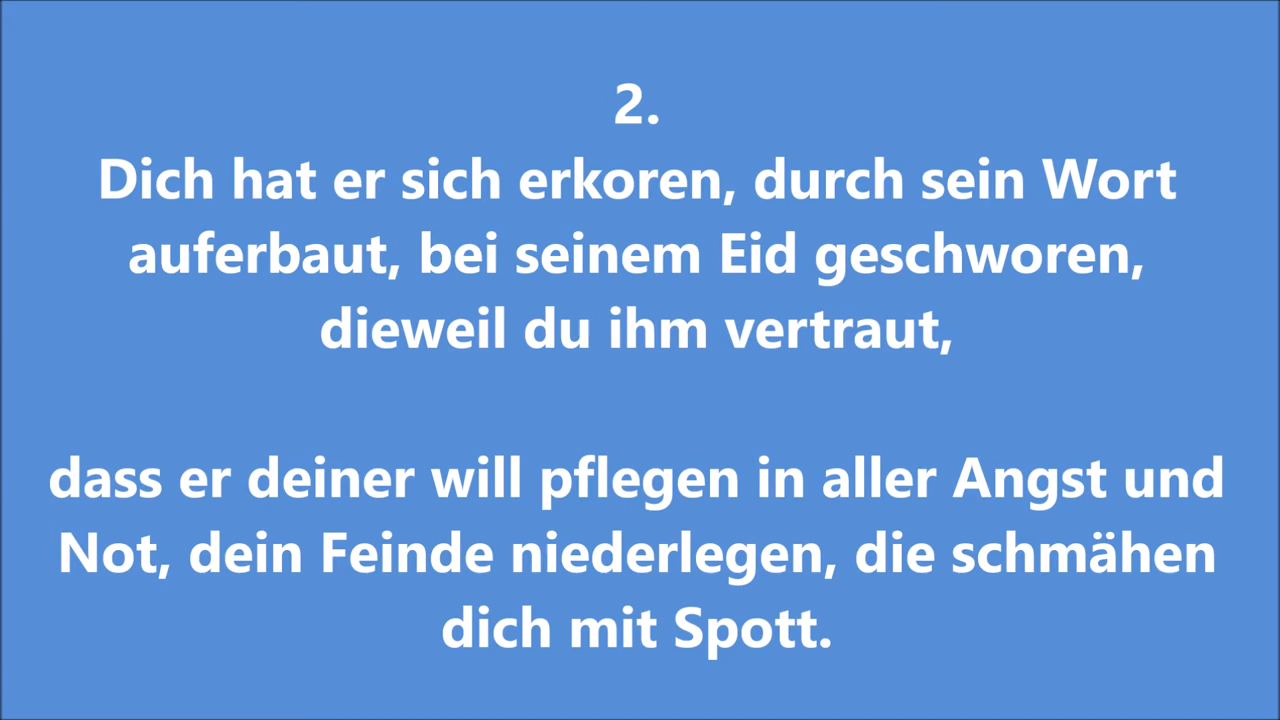 2.
Dich hat er sich erkoren, durch sein Wort
auferbaut, bei seinem Eid geschworen,
dieweil du ihm vertraut,
dass er deiner will pflegen in aller Angst und
Not, dein Feinde niederlegen, die schmähen
dich mit Spott.